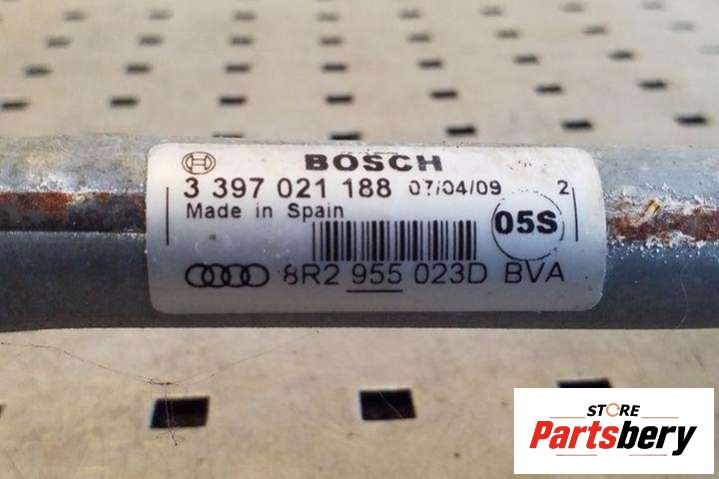 BOSCH
3 397 021 188 07/04/09 2
Made in Spain
05S
8R2 955 023D BVA
STORE
Partsbery